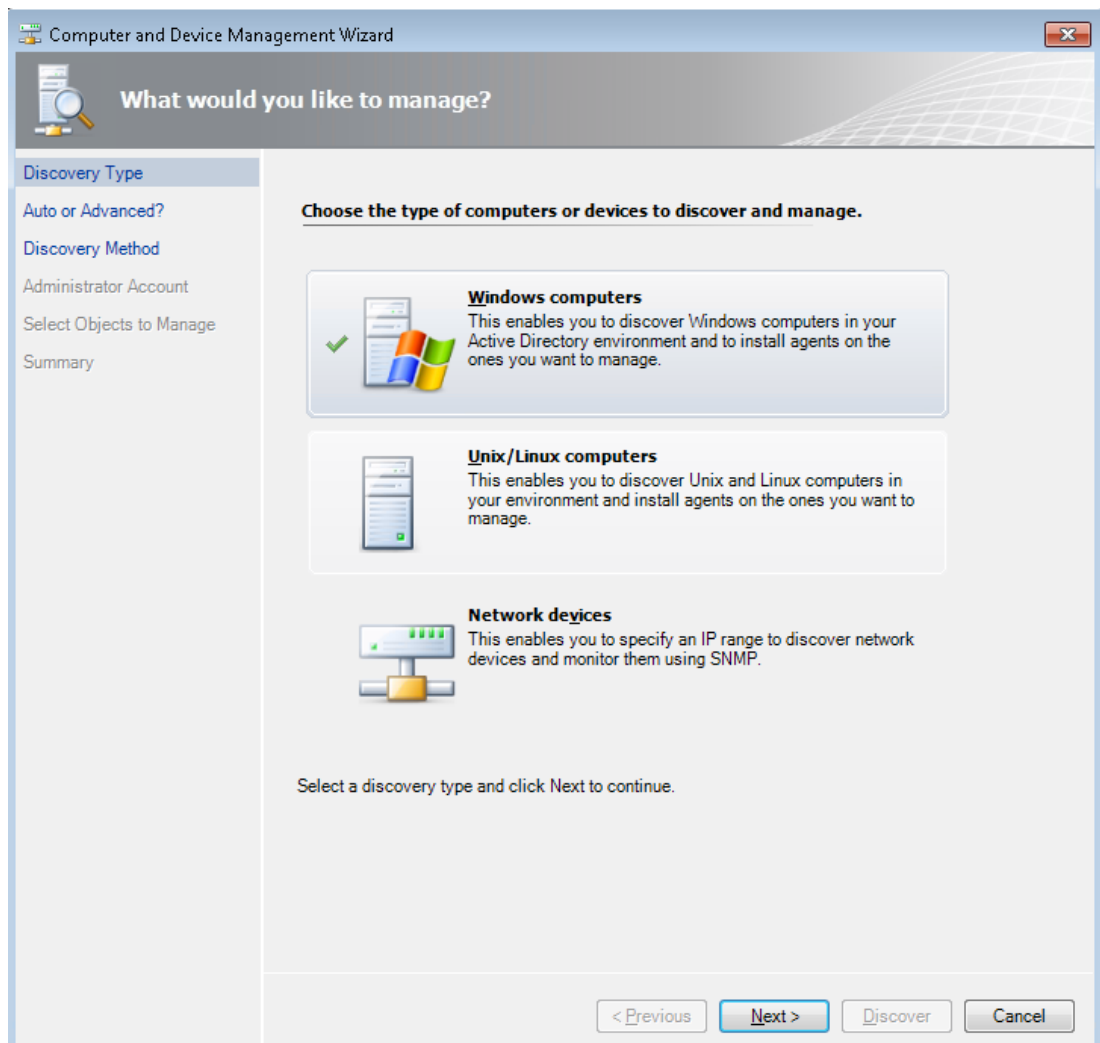 Computer and Device Management Wizard
What would you like to manage?
Discovery Type
Auto or Advanced?
Discovery Method
Administrator Account
Select Objects to Manage
Summary
Choose the type of computers or devices to discover and manage.
Windows computers
This enables you to discover Windows computers in your
Active Directory environment and to install agents on the
ones you want to manage.
Unix/Linux computers
This enables you to discover Unix and Linux computers in
your environment and install agents on the ones you want to
manage.
Network devices
This enables you to specify an IP range to discover network
devices and monitor them using SNMP.
Select a discovery type and click Next to continue.
< Previous
Next >
Discover
Cancel